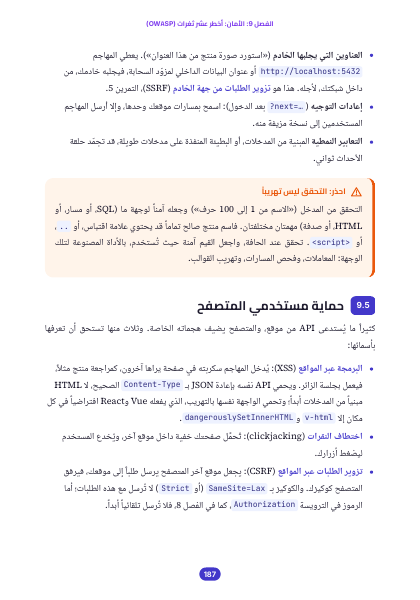 الفصل 9: الأمان: أخطر عشر ثغرات (OWASP)
• العناوين التي يجلبها الخادم («استورد صورة منتج من هذا العنوان»). يعطي المهاجم
http://localhost:5432 أو عنوان البيانات الداخلي لمزوّد السحابة، فيجلبه خادمك، من
داخل شبكتك، لأجله. هذا هو تزوير الطلبات من جهة الخادم (SSRF)، التمرين 5.
• إعادات التوجيه (?next=… بعد الدخول): اسمح بمسارات موقعك وحدها، وإلا أرسل المهاجم
المستخدمين إلى نسخة مزيفة منه.
• التعابير النمطية المبنية من المدخلات، أو البطيئة المنفذة على مدخلات طويلة، قد تجمّد حلقة
الأحداث ثواني.
احذر: التحقق ليس تهريباً
التحقق من المدخل («الاسم من 1 إلى 100 حرف») وجعله آمناً لوجهة ما (SQL، أو مسار، أو
HTML، أو صدفة) مهمتان مختلفتان. فاسم منتج صالح تماماً قد يحتوي علامة اقتباس، أو ..،
أو <script>. تحقق عند الحافة، واجعل القيم آمنة حيث تُستخدم، بالأداة المصنوعة لتلك
الوجهة: المعاملات، وفحص المسارات، وتهريب القوالب.
9.5 حماية مستخدمي المتصفح
كثيراً ما يُستدعى API من موقع، والمتصفح يضيف هجماته الخاصة. وثلاث منها تستحق أن تعرفها
بأسمائها:
• البرمجة عبر المواقع (XSS): يُدخل المهاجم سكربته في صفحة يراها آخرون، كمراجعة منتج مثلاً،
فيعمل بجلسة الزائر. ويحمي API نفسه بإعادة JSON بـ Content-Type الصحيح، لا HTML
مبنياً من المدخلات أبداً؛ وتحمي الواجهة نفسها بالتهريب، الذي يفعله Vue وReact افتراضياً في كل
مكان إلا v-html و dangerouslySetInnerHTML.
• اختطاف النقرات (clickjacking): تُحمَّل صفحتك خفية داخل موقع آخر، ويُخدع المستخدم
ليضغط أزرارك.
• تزوير الطلبات عبر المواقع (CSRF): يجعل موقع آخر المتصفح يرسل طلباً إلى موقعك، فيرفق
المتصفح كوكيزك. والكوكيز بـ SameSite=Lax (أو Strict) لا تُرسل مع هذه الطلبات؛ أما
الرموز في الترويسة Authorization، كما في الفصل 8، فلا تُرسل تلقائياً أبداً.
187